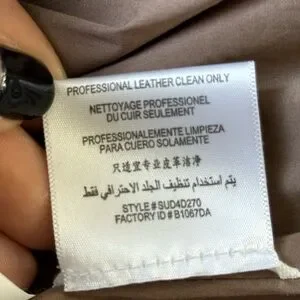 PROFESSIONAL LEATHER CLEAN ONLY
NETTOYAGE PROFESSIONEL
DU CUIR SEULEMENT
PROFESSIONALEMENTE LIMPIEZA
PARA CUERO SOLAMENTE
只适宜专业皮革洁净
يتم أستخدام تنظيف الجلد الاحترافي فقط
STYLE # SUD4D270
FACTORY ID # B1067DA